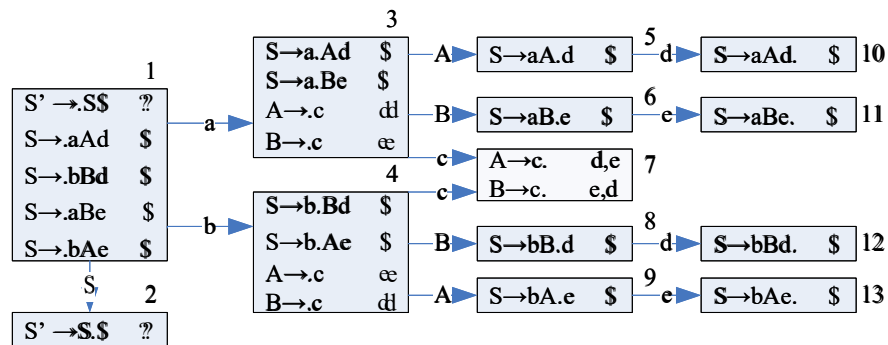 1
S' →.S$ ??
S→.aAd $
S→.bBd $
S→.aBe $
S→.bAe $
S
2
S' →S.$ ??
a
b
3
S→a.Ad $
S→a.Be $
A→.c d
B→.c e
4
S→b.Bd $
S→b.Ae $
A→.c e
B→.c d
A
B
c
c
B
A
5
S→aA.d $
6
S→aB.e $
A→c. d,e
B→c. e,d
7
8
S→bB.d $
9
S→bA.e $
d
e
d
e
S→aAd. $ 10
S→aBe. $ 11
S→bBd. $ 12
S→bAe. $ 13